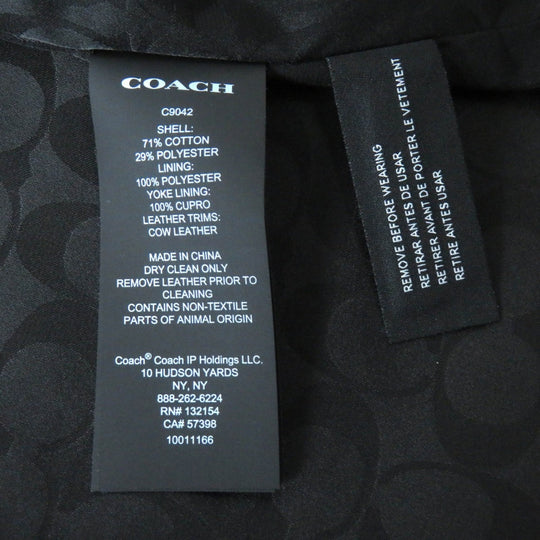 COACH
C9042
SHELL:
71% COTTON
29% POLYESTER
LINING:
100% POLYESTER
YOKE LINING:
100% CUPRO
LEATHER TRIMS:
COW LEATHER
MADE IN CHINA
DRY CLEAN ONLY
REMOVE LEATHER PRIOR TO
CLEANING
CONTAINS NON-TEXTILE
PARTS OF ANIMAL ORIGIN
Coach® Coach IP Holdings LLC.
10 HUDSON YARDS
NY, NY
888-262-6224
RN# 132154
CA# 57398
10011166
REMOVE BEFORE WEARING
RETIRAR ANTES DE USAR
RETIRER AVANT DE PORTER LE VETEMENT
RETIRE ANTES USAR